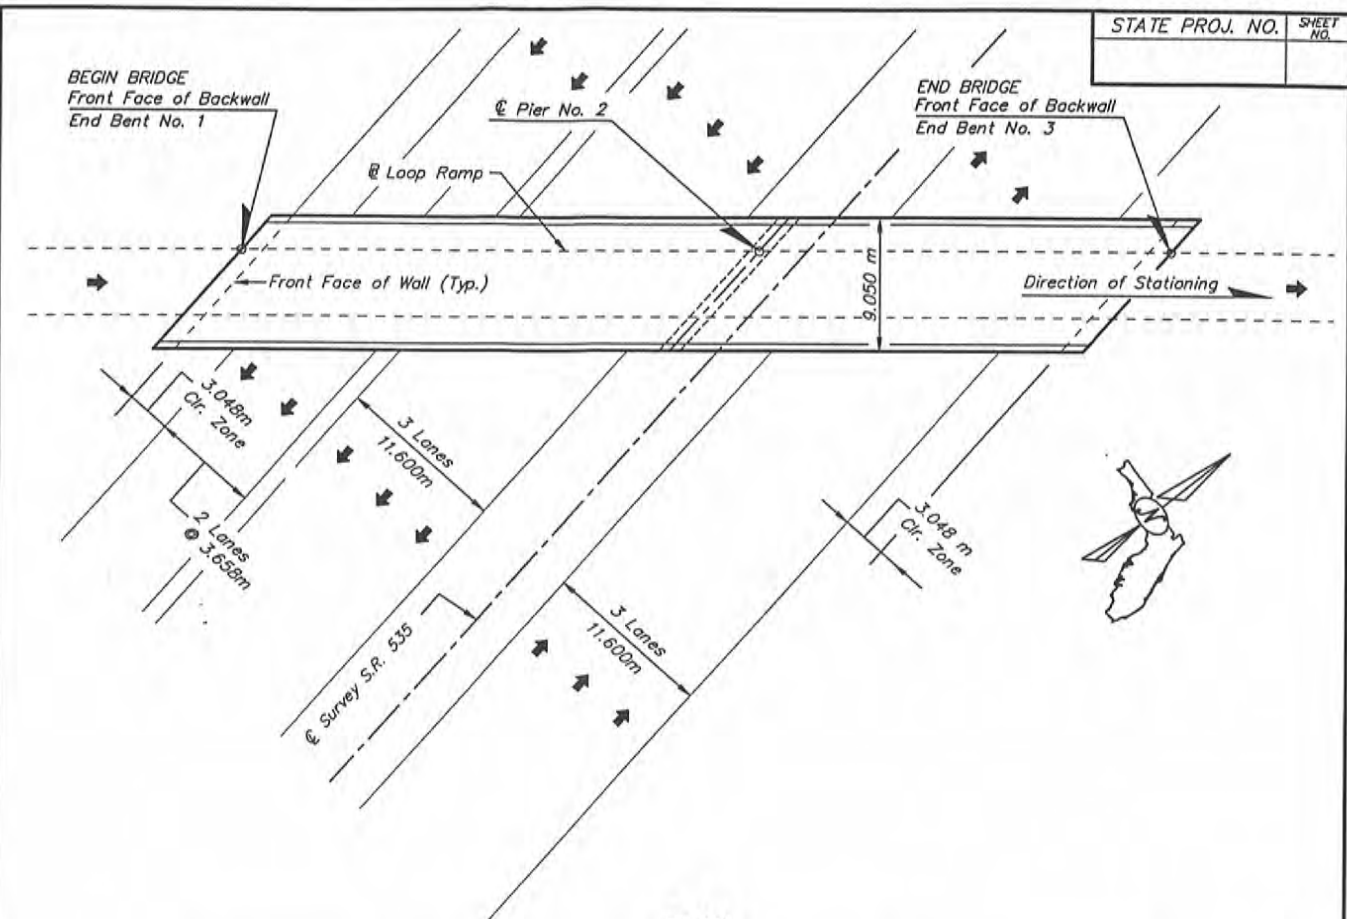 STATE PROJ. NO.
SHEET
NO.
BEGIN BRIDGE
Front Face of Backwall
End Bent No. 1
℄ Pier No. 2
END BRIDGE
Front Face of Backwall
End Bent No. 3
Loop Ramp
Front Face of Wall (Typ.)
9.050 m
Direction of Stationing
3.048m
Clr. Zone
3 Lanes
11.600m
2 Lanes
@ 3.658m
3.048 m
Clr. Zone
3 Lanes
11.600m
℄ Survey S.R. 535